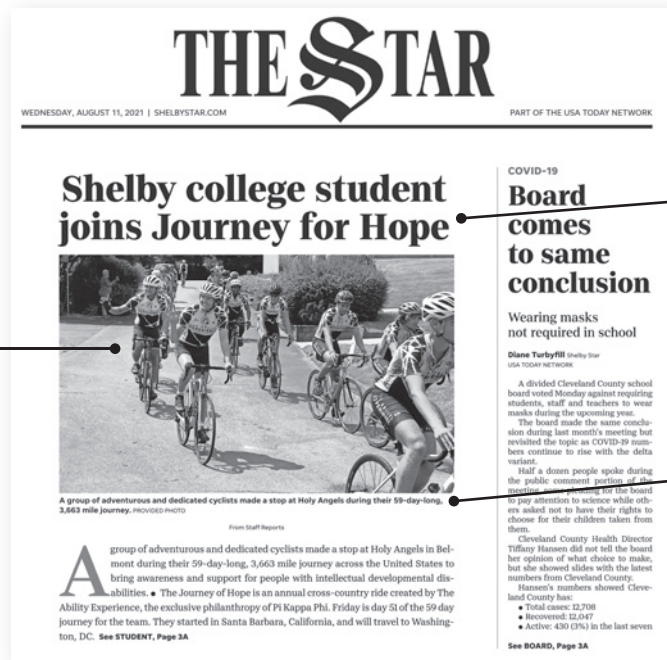 THE STAR
WEDNESDAY, AUGUST 11, 2021 | SHELBYSTAR.COM
PART OF THE USA TODAY NETWORK
Shelby college student
joins Journey for Hope
A group of adventurous and dedicated cyclists made a stop at Holy Angels during their 59-day-long,
3,663 mile journey. PROVIDED PHOTO
From Staff Reports
A group of adventurous and dedicated cyclists made a stop at Holy Angels in Bel-
mont during their 59-day-long, 3,663 mile journey across the United States to
bring awareness and support for people with intellectual developmental dis-
abilities. • The Journey of Hope is an annual cross-country ride created by The
Ability Experience, the exclusive philanthropy of Pi Kappa Phi. Friday is day 51 of the 59 day
journey for the team. They started in Santa Barbara, California, and will travel to Washing-
ton, DC. See STUDENT, Page 3A
COVID-19
Board
comes
to same
conclusion
Wearing masks
not required in school
Diane Turbyfill Shelby Star
USA TODAY NETWORK
A divided Cleveland County school
board voted Monday against requiring
students, staff and teachers to wear
masks during the upcoming year.
The board made the same conclu-
sion during last month's meeting but
revisited the topic as COVID-19 num-
bers continue to rise with the delta
variant.
Half a dozen people spoke during
the public comment portion of the
meeting, some pleading for the board
to pay attention to science while oth-
ers asked not to have their rights to
choose for their children taken from
them.
Cleveland County Health Director
Tiffany Hansen did not tell the board
her opinion of what choice to make,
but she showed slides with the latest
numbers from Cleveland County.
Hansen's numbers showed Cleve-
land County has:
• Total cases: 12,708
• Recovered: 12,047
• Active: 430 (3%) in the last seven
See BOARD, Page 3A